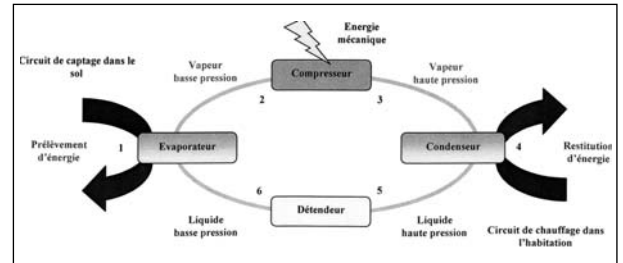 Energie
mécanique
Circuit de captage dans le
sol
Vapeur
basse pression
Compresseur
Vapeur
haute pression
2
3
Prélèvement
d'énergie
1
Evaporateur
Condenseur
4
Restitution
d'énergie
6
5
Liquide
basse pression
Détendeur
Liquide
haute pression
Circuit de chauffage dans
l'habitation